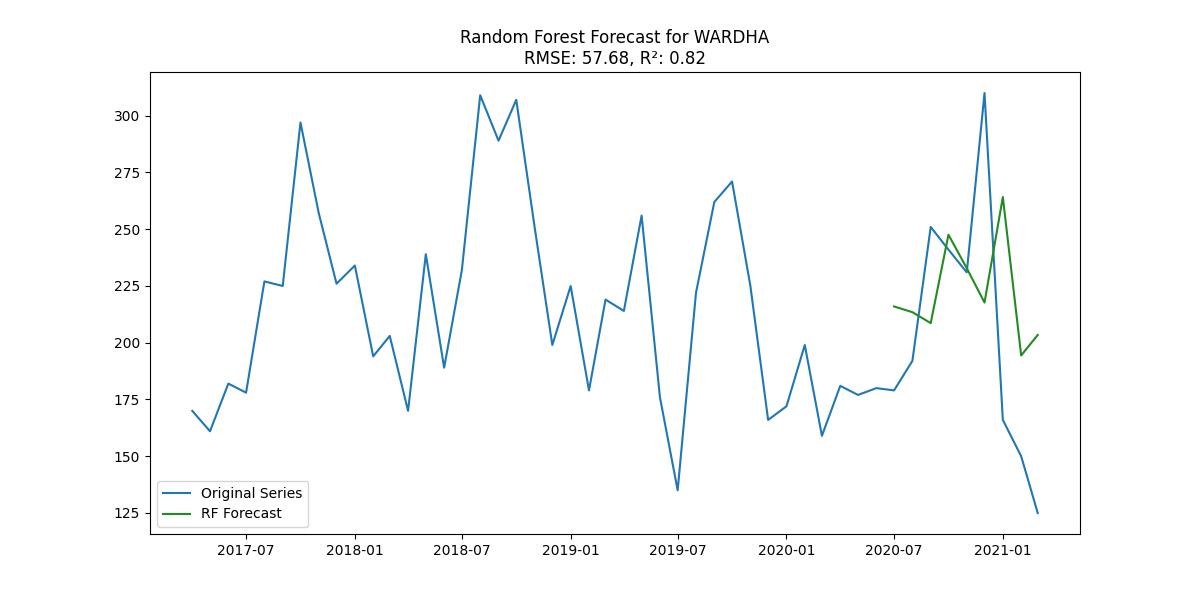 Random Forest Forecast for WARDHA
RMSE: 57.68, R²: 0.82
300
275
250
225
200
175
150
125
Original Series
RF Forecast
2017-07 2018-01 2018-07 2019-01 2019-07 2020-01 2020-07 2021-01